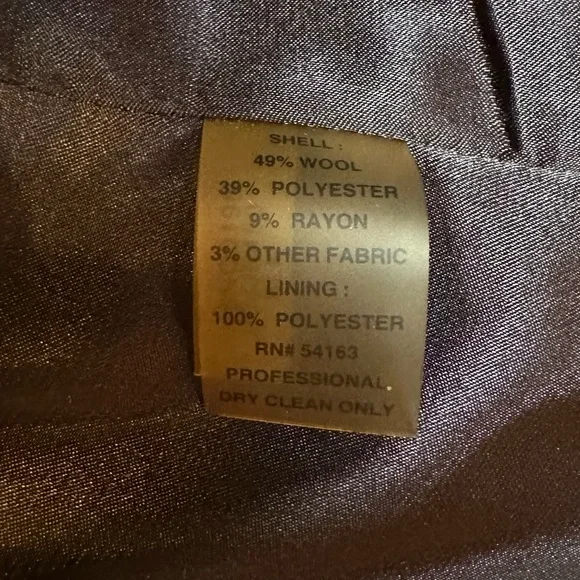 SHELL :
49% WOOL
39% POLYESTER
9% RAYON
3% OTHER FABRIC
LINING :
100% POLYESTER
RN# 54163
PROFESSIONAL
DRY CLEAN ONLY